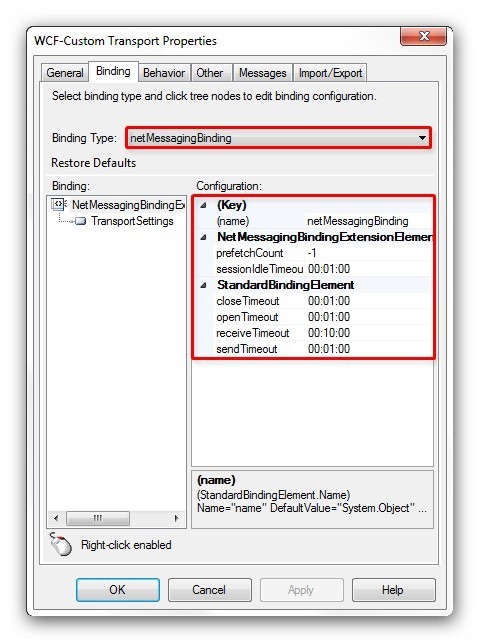 WCF-Custom Transport Properties
General Binding Behavior Other Messages Import/Export
Select binding type and click tree nodes to edit binding configuration.
Binding Type: netMessagingBinding
Restore Defaults
Binding: Configuration:
NetMessagingBindingEx
TransportSettings
(Key)
(name) netMessagingBinding
NetMessagingBindingExtensionElemen
prefetchCount -1
sessionIdleTimeou 00:01:00
StandardBindingElement
closeTimeout 00:01:00
openTimeout 00:01:00
receiveTimeout 00:10:00
sendTimeout 00:01:00
(name)
(StandardBindingElement.Name)
Name="name" DefaultValue="System.Object" ...
Right-click enabled
OK Cancel Apply Help